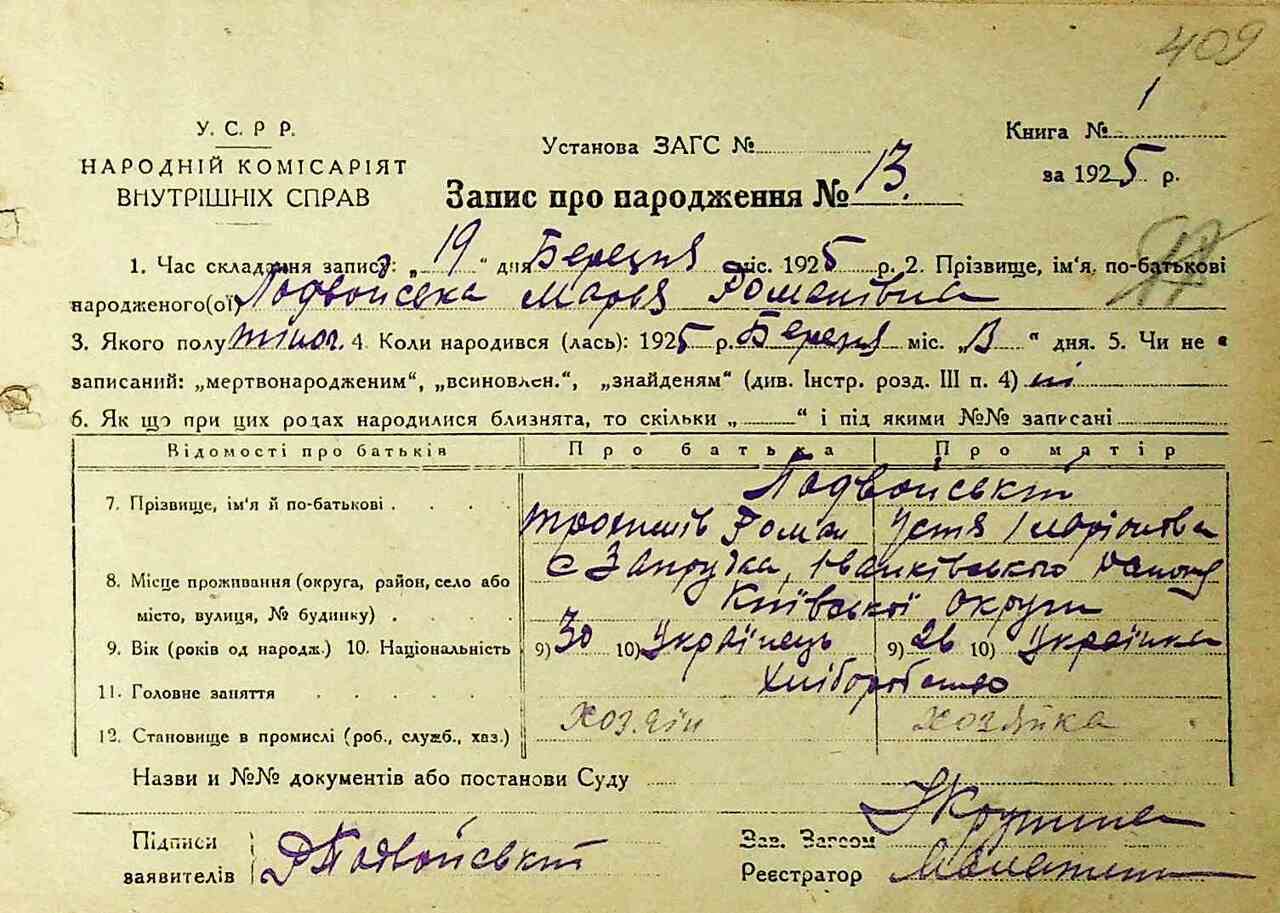 409
У. С. Р Р.
НАРОДНІЙ КОМІСАРІЯТ
ВНУТРІШНІХ СПРАВ
Установа ЗАГС №
Книга № 1
за 1925 р.
Запис про народження № 13.
1. Час складання запису: „ 19 “ дня Березня міс. 1925 р. 2. Прізвище, ім‘я, по-батькові
народженого(ої) Подвойська Марья Романівна
3. Якого полу жіноч. 4. Коли народився (лась): 1925 р. Березня міс. „ 13 “ дня. 5. Чи не
записаний: „мертвонародженим“, „всиновлен.“, „знайденям“ (див. Інстр. розд. III п. 4) ні
6. Як що при цих родах народилися близнята, то скільки „ “ і під якими №№ записані
Відомості про батьків Про батька Про матір
7. Прізвище, ім‘я й по-батькові Подвойські
Роман Устя
8. Місце проживання (округа, район, село або с Запрудка, Іванківського району
місто, вулиця, № будинку) Київської округи
9. Вік (років од народж.) 10. Національність 9) 30 10) Українець 9) 26 10) Українка
11. Головне заняття Хліборобство
12. Становище в промислі (роб., служб., хаз.) хозяїн хозяйка
Назви и №№ документів або постанови Суду
Підписи
заявителів Р Подвойський
Зав. Загсом
Реєстратор